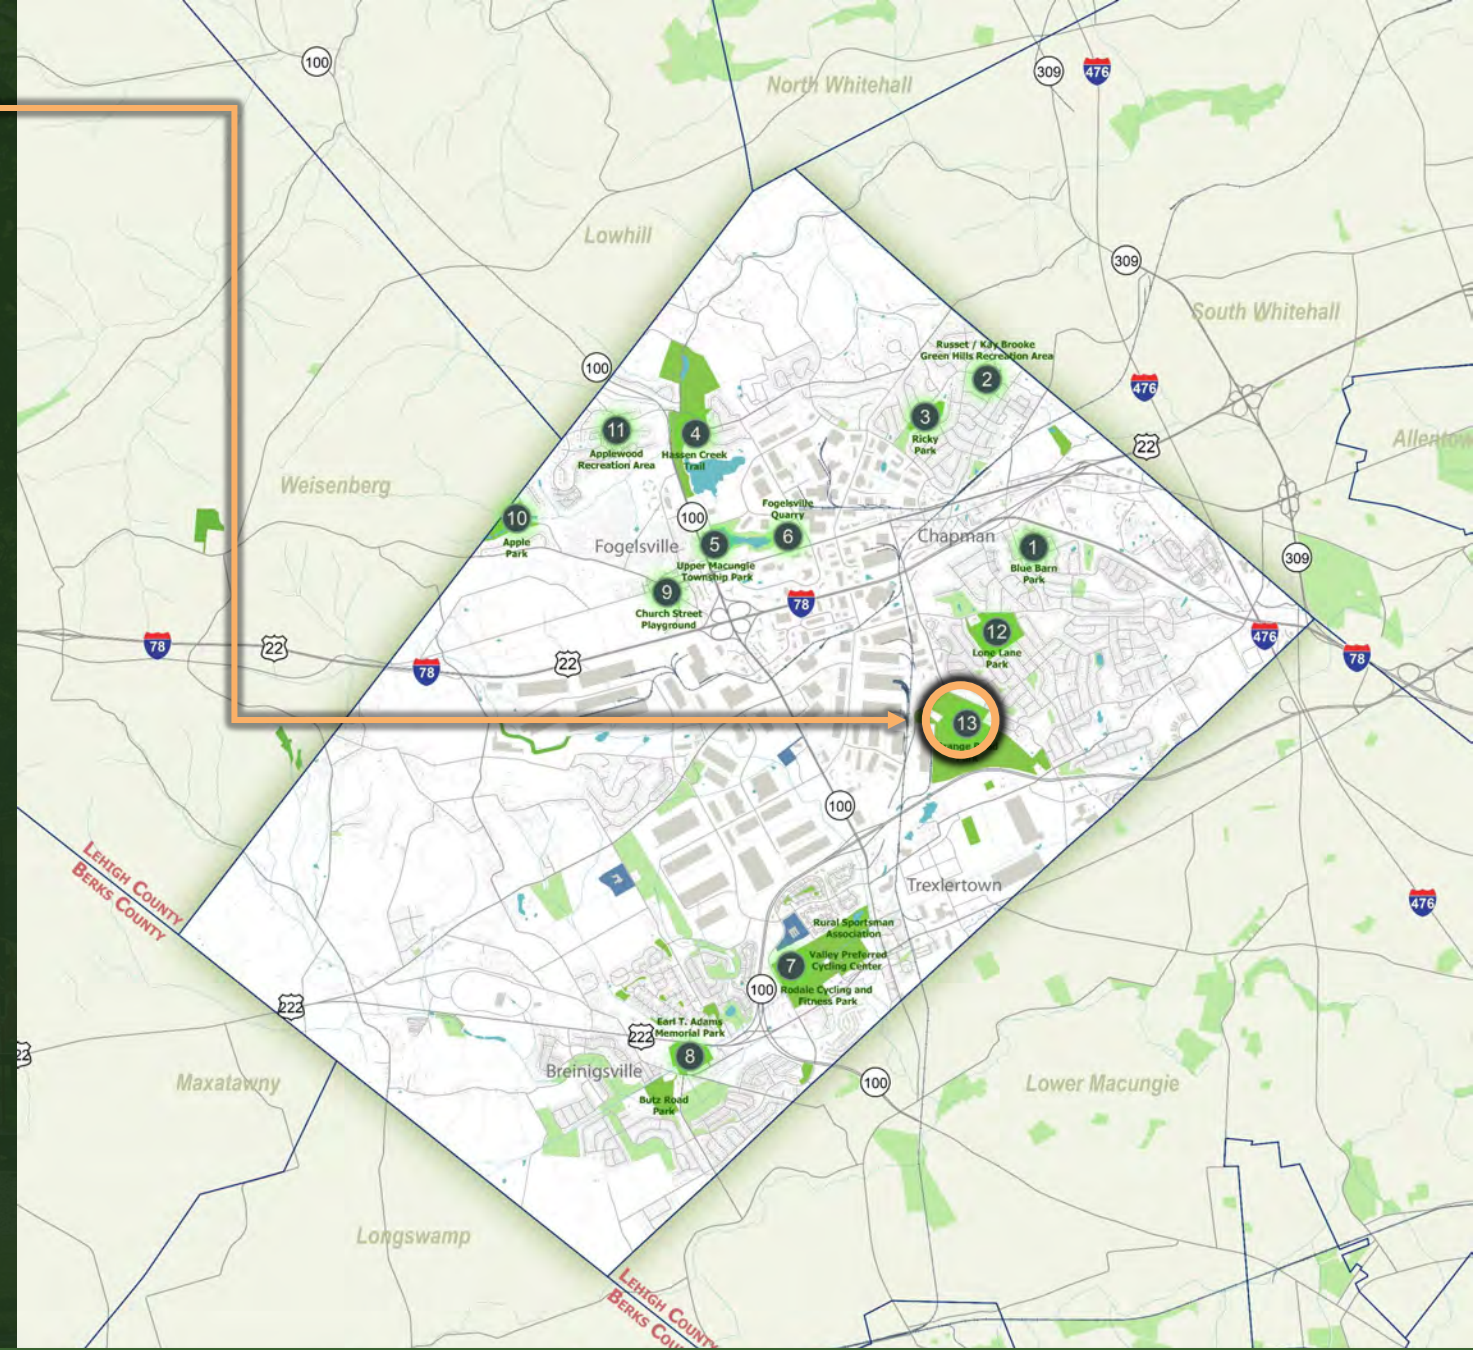 100
North Whitehall
309
476
Lowhill
309
South Whitehall
Russet / Kay Brooke
Green Hills Recreation Area
2
100
476
3
Ricky
Park
11
Applewood
Recreation Area
4
Hassen Creek
Trail
22
Weisenberg
10
Apple
Park
100
Fogelsville
Fogelsville
Quarry
6
5
Upper Macungie
Township Park
Chapman
1
Blue Barn
Park
309
9
Church Street
Playground
78
12
Lone Lane
Park
476
78
78
22
78
22
13
100
LEHIGH COUNTY
BERKS COUNTY
Trexlertown
476
Rural Sportsman
Association
7
Valley Preferred
Cycling Center
100
Rodale Cycling and
Fitness Park
222
Earl T. Adams
Memorial Park
222
8
Breinigsville
Butz Road
Park
Maxatawny
100
Lower Macungie
Longswamp
LEHIGH COUNTY
BERKS